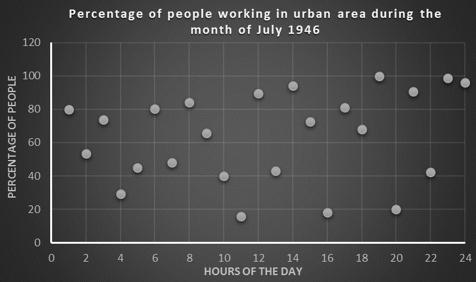 Percentage of people working in urban area during the
month of July 1946
120
100
80
60
40
20
0
PERCENTAGE OF PEOPLE
0 2 4 6 8 10 12 14 16 18 20 22 24
HOURS OF THE DAY